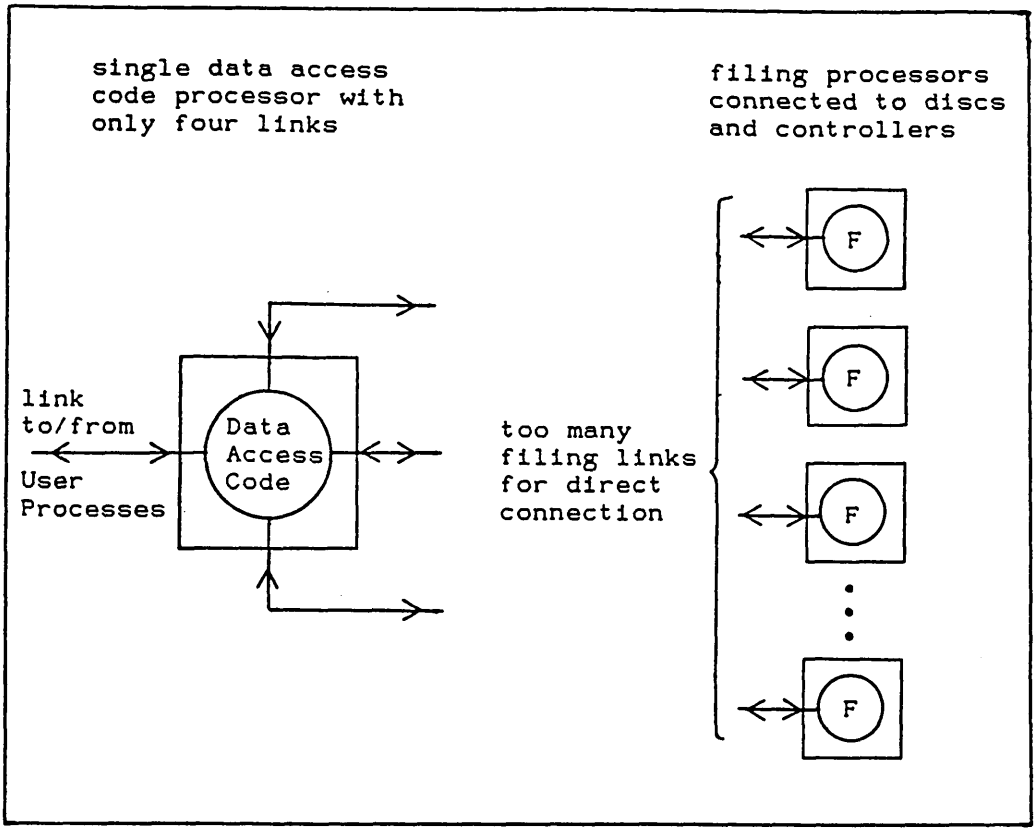 single data access
code processor with
only four links
filing processors
connected to discs
and controllers
link
to/from
User
Processes
Data
Access
Code
too many
filing links
for direct
connection
F
F
F
F